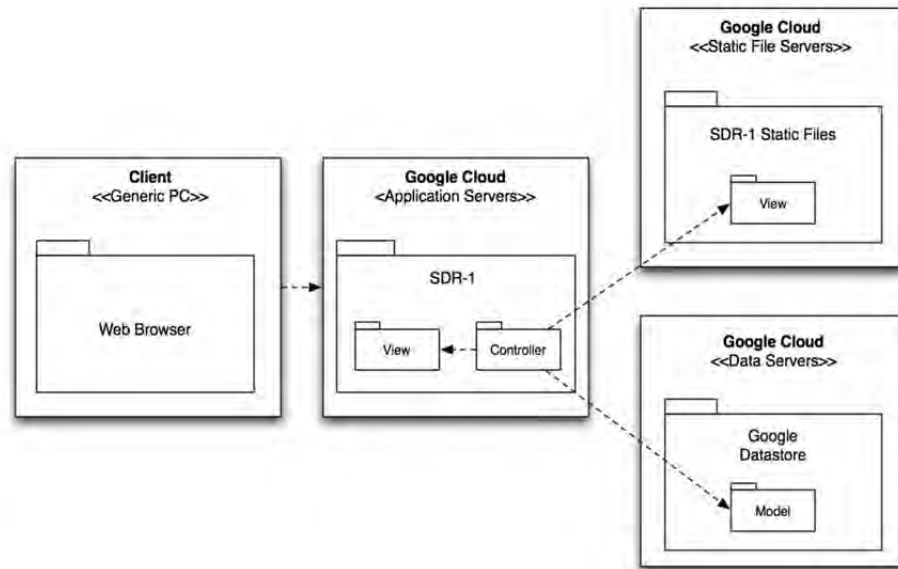 Client
<<Generic PC>>
Web Browser
Google Cloud
<Application Servers>>
SDR-1
View
Controller
Google Cloud
<<Static File Servers>>
SDR-1 Static Files
View
Google Cloud
<<Data Servers>>
Google
Datastore
Model